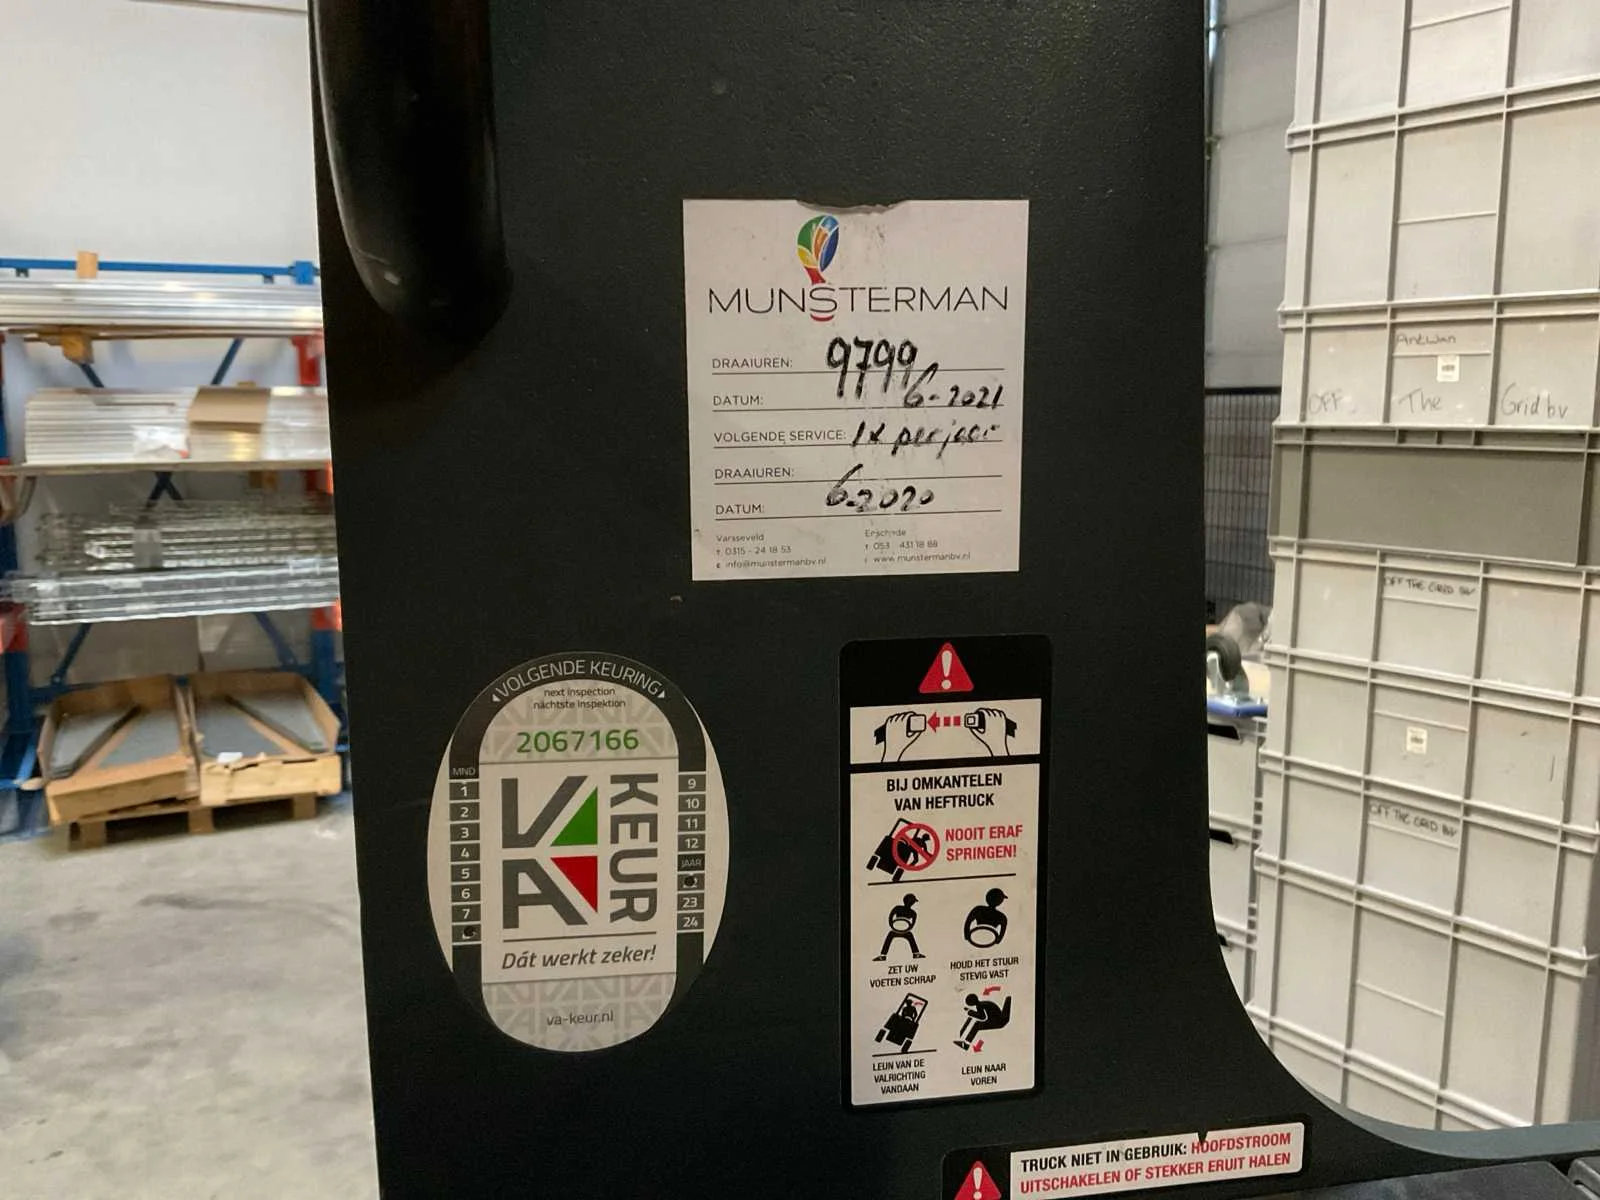 MUNSTERMAN
DRAAIUREN: 9799
DATUM: 6-2021
VOLGENDE SERVICE: 1x per jaar
DRAAIUREN:
DATUM: 6-2020
Varsseveld
t 0315 - 24 18 53
e info@munstermanbv.nl
Enschede
t 053 - 431 18 88
i www.munstermanbv.nl
VOLGENDE KEURING
next inspection
nächste Inspektion
2067166
MND
1
2
3
4
5
6
7
9
10
11
12
JAAR
23
24
VA
KEUR
Dát werkt zeker!
va-keur.nl
BIJ OMKANTELEN
VAN HEFTRUCK
NOOIT ERAF
SPRINGEN!
ZET UW
VOETEN SCHRAP
HOUD HET STUUR
STEVIG VAST
LEUN VAN DE
VALRICHTING
VANDAAN
LEUN NAAR
VOREN
TRUCK NIET IN GEBRUIK: HOOFDSTROOM
UITSCHAKELEN OF STEKKER ERUIT HALEN
Antwan
OFF The Grid bv
OFF THE GRID BV
OFF THE GRID BV